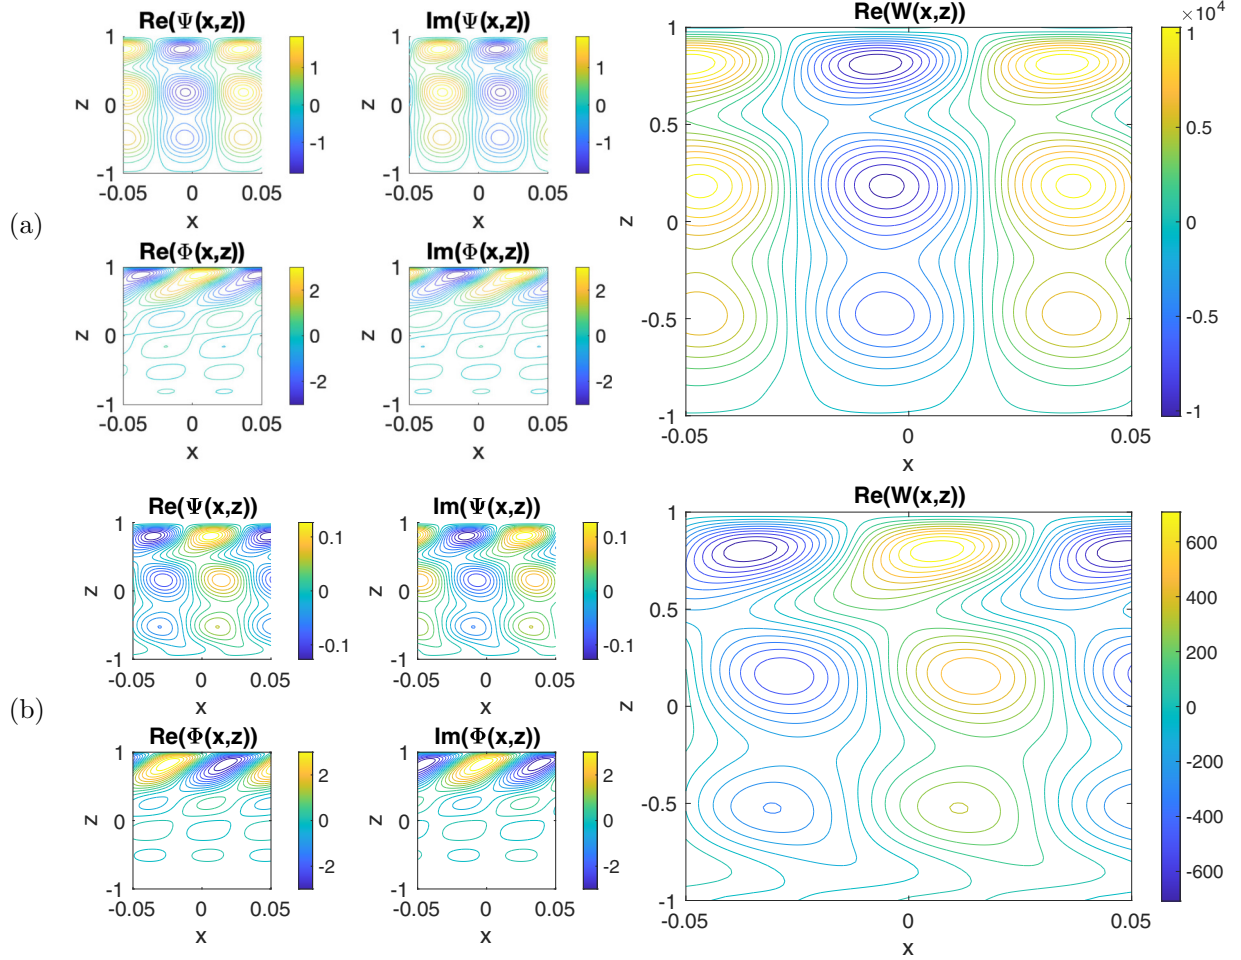 Re(Ψ(x,z))
1
0
-1
z
-0.05 0 0.05
x
1
0
-1
Im(Ψ(x,z))
1
0
-1
z
-0.05 0 0.05
x
1
0
-1
(a)
Re(Φ(x,z))
1
0
-1
z
-0.05 0 0.05
x
2
0
-2
Im(Φ(x,z))
1
0
-1
z
-0.05 0 0.05
x
2
0
-2
Re(W(x,z))
1
0.5
0
-0.5
-1
z
-0.05 0 0.05
x
×10⁴
1
0.5
0
-0.5
-1
Re(Ψ(x,z))
1
0
-1
z
-0.05 0 0.05
x
0.1
0
-0.1
Im(Ψ(x,z))
1
0
-1
z
-0.05 0 0.05
x
0.1
0
-0.1
(b)
Re(Φ(x,z))
1
0
-1
z
-0.05 0 0.05
x
2
0
-2
Im(Φ(x,z))
1
0
-1
z
-0.05 0 0.05
x
2
0
-2
Re(W(x,z))
1
0.5
0
-0.5
-1
z
-0.05 0 0.05
x
600
400
200
0
-200
-400
-600